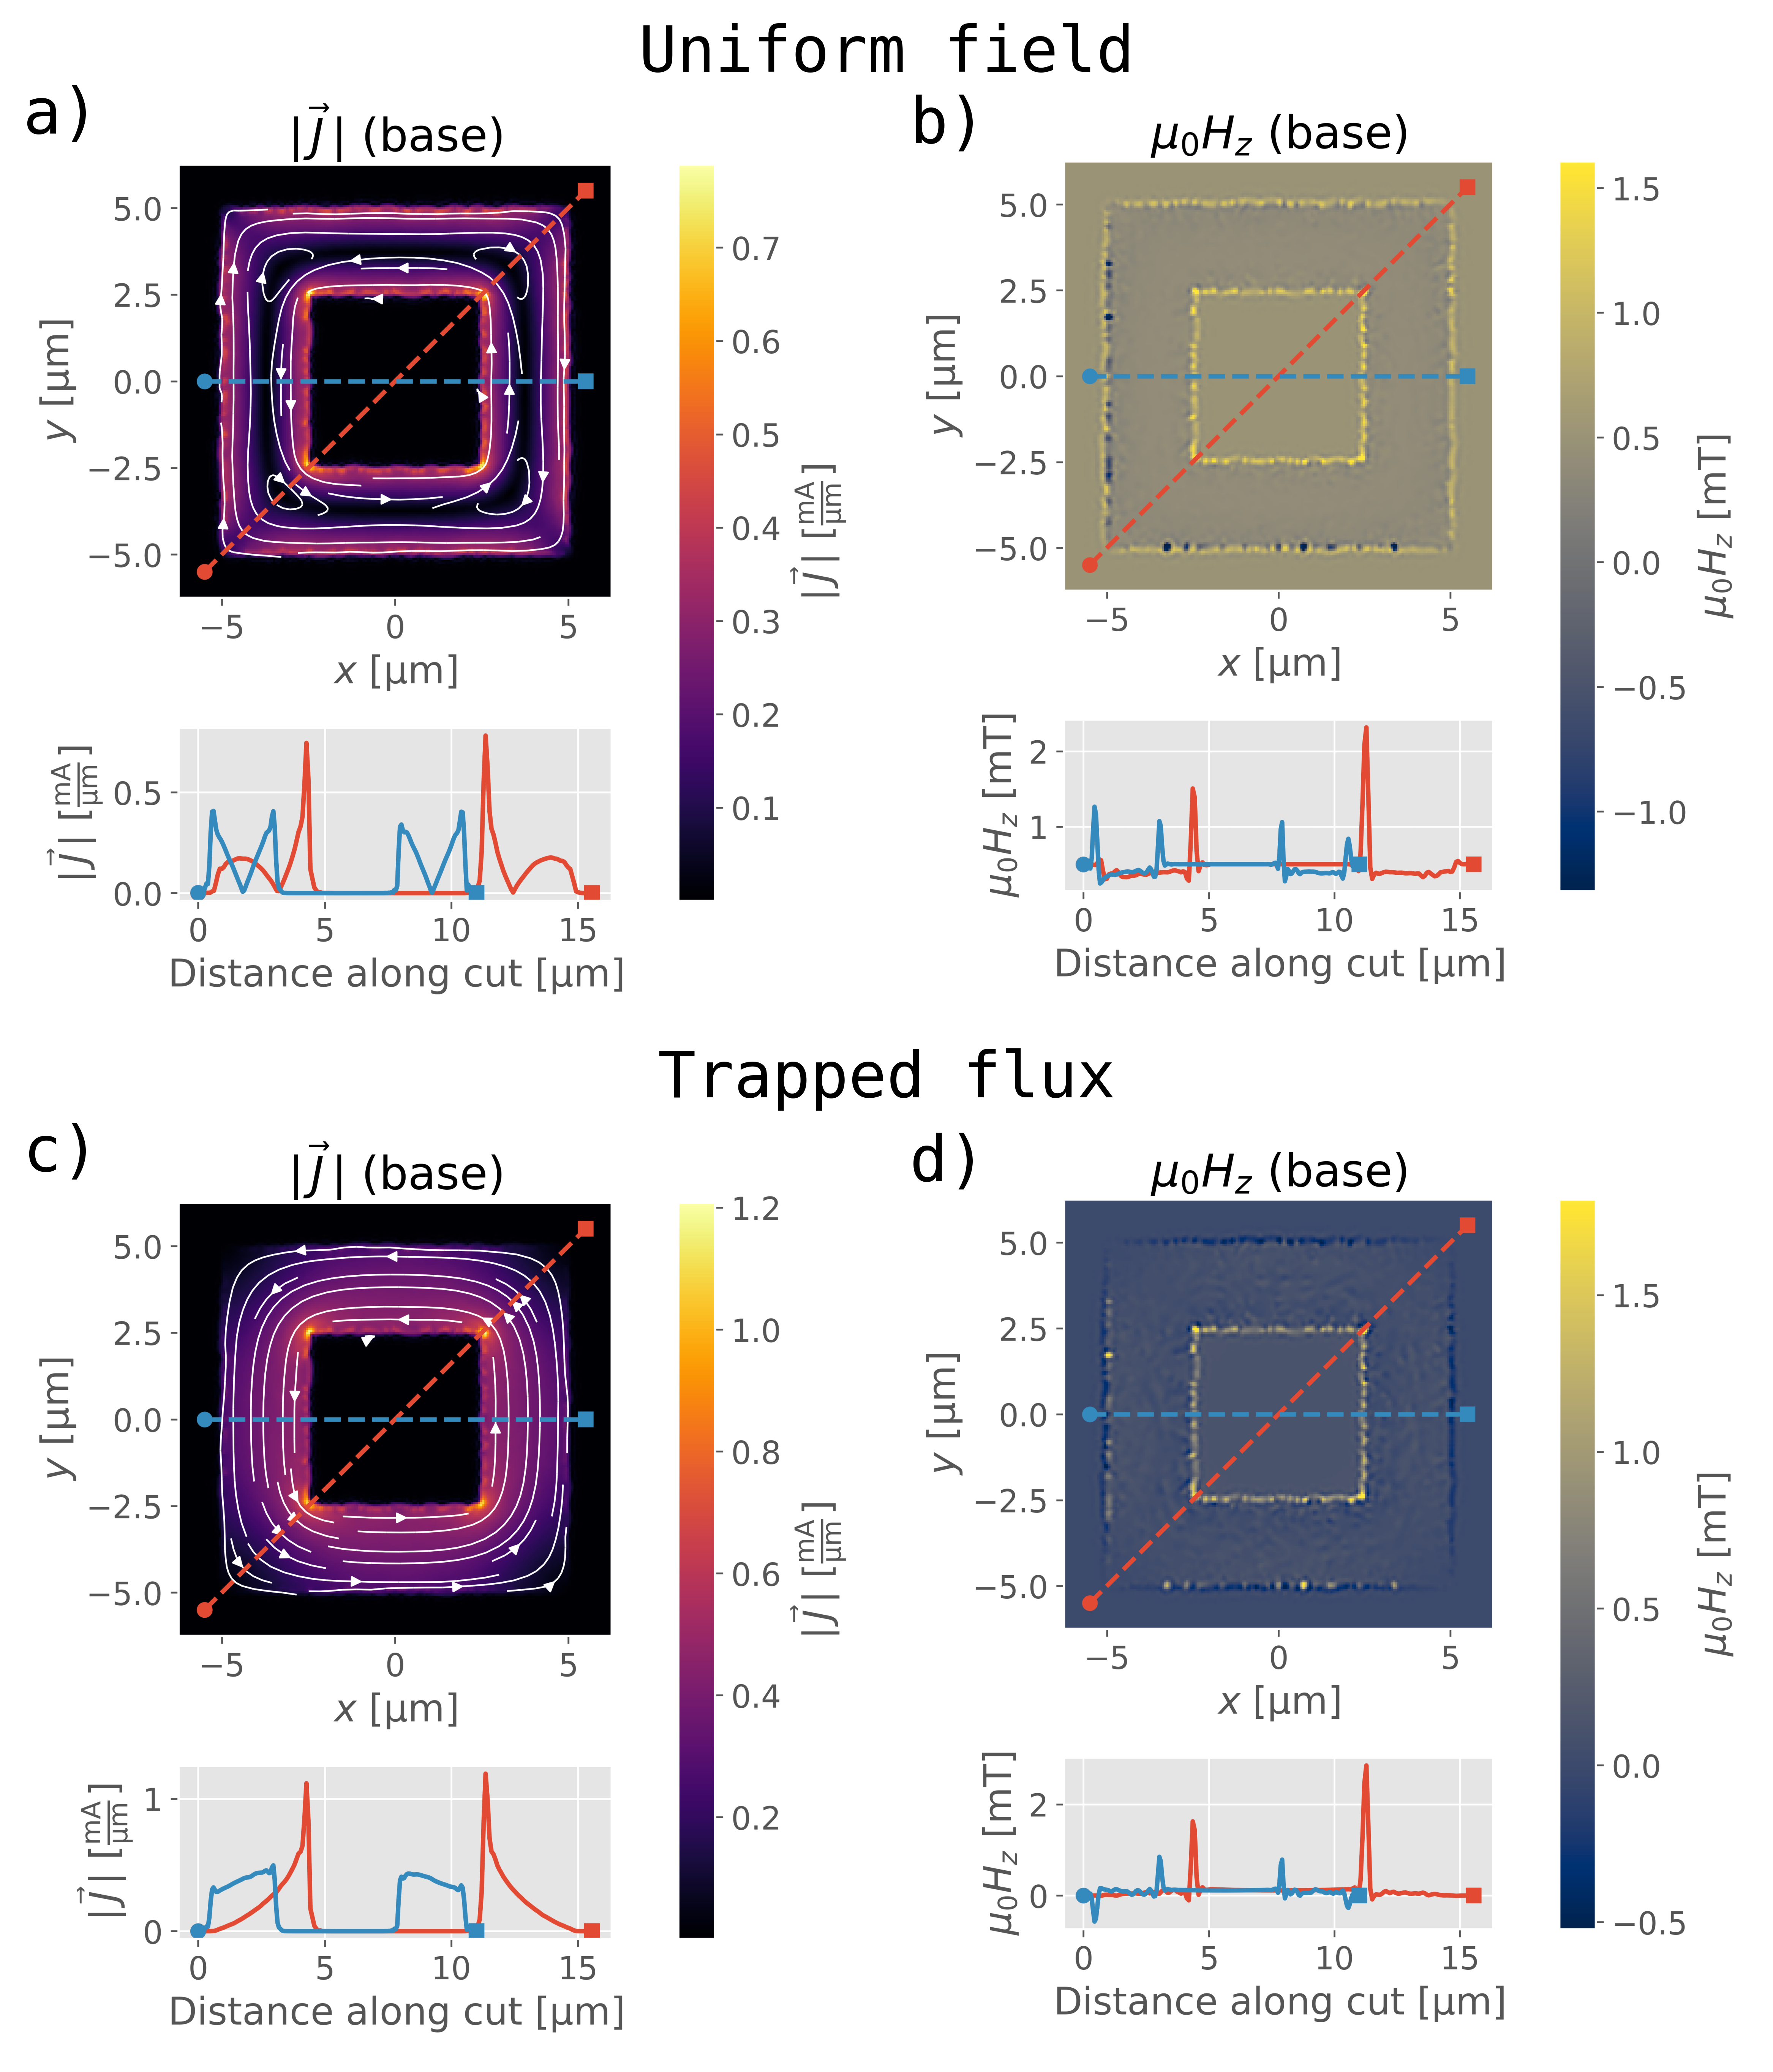 Uniform field
a)
|J⃗| (base)
5.0
2.5
0.0
−2.5
−5.0
y [µm]
−5 0 5
x [µm]
0.7
0.6
0.5
0.4
0.3
0.2
0.1
|J⃗| [mA/µm]
0.5
0.0
|J⃗| [mA/µm]
0 5 10 15
Distance along cut [µm]
b)
μ₀H_z (base)
5.0
2.5
0.0
−2.5
−5.0
y [µm]
−5 0 5
x [µm]
1.5
1.0
0.5
0.0
−0.5
−1.0
μ₀H_z [mT]
2
1
μ₀H_z [mT]
0 5 10 15
Distance along cut [µm]
Trapped flux
c)
|J⃗| (base)
5.0
2.5
0.0
−2.5
−5.0
y [µm]
−5 0 5
x [µm]
1.2
1.0
0.8
0.6
0.4
0.2
|J⃗| [mA/µm]
1
0
|J⃗| [mA/µm]
0 5 10 15
Distance along cut [µm]
d)
μ₀H_z (base)
5.0
2.5
0.0
−2.5
−5.0
y [µm]
−5 0 5
x [µm]
1.5
1.0
0.5
0.0
−0.5
μ₀H_z [mT]
2
0
μ₀H_z [mT]
0 5 10 15
Distance along cut [µm]